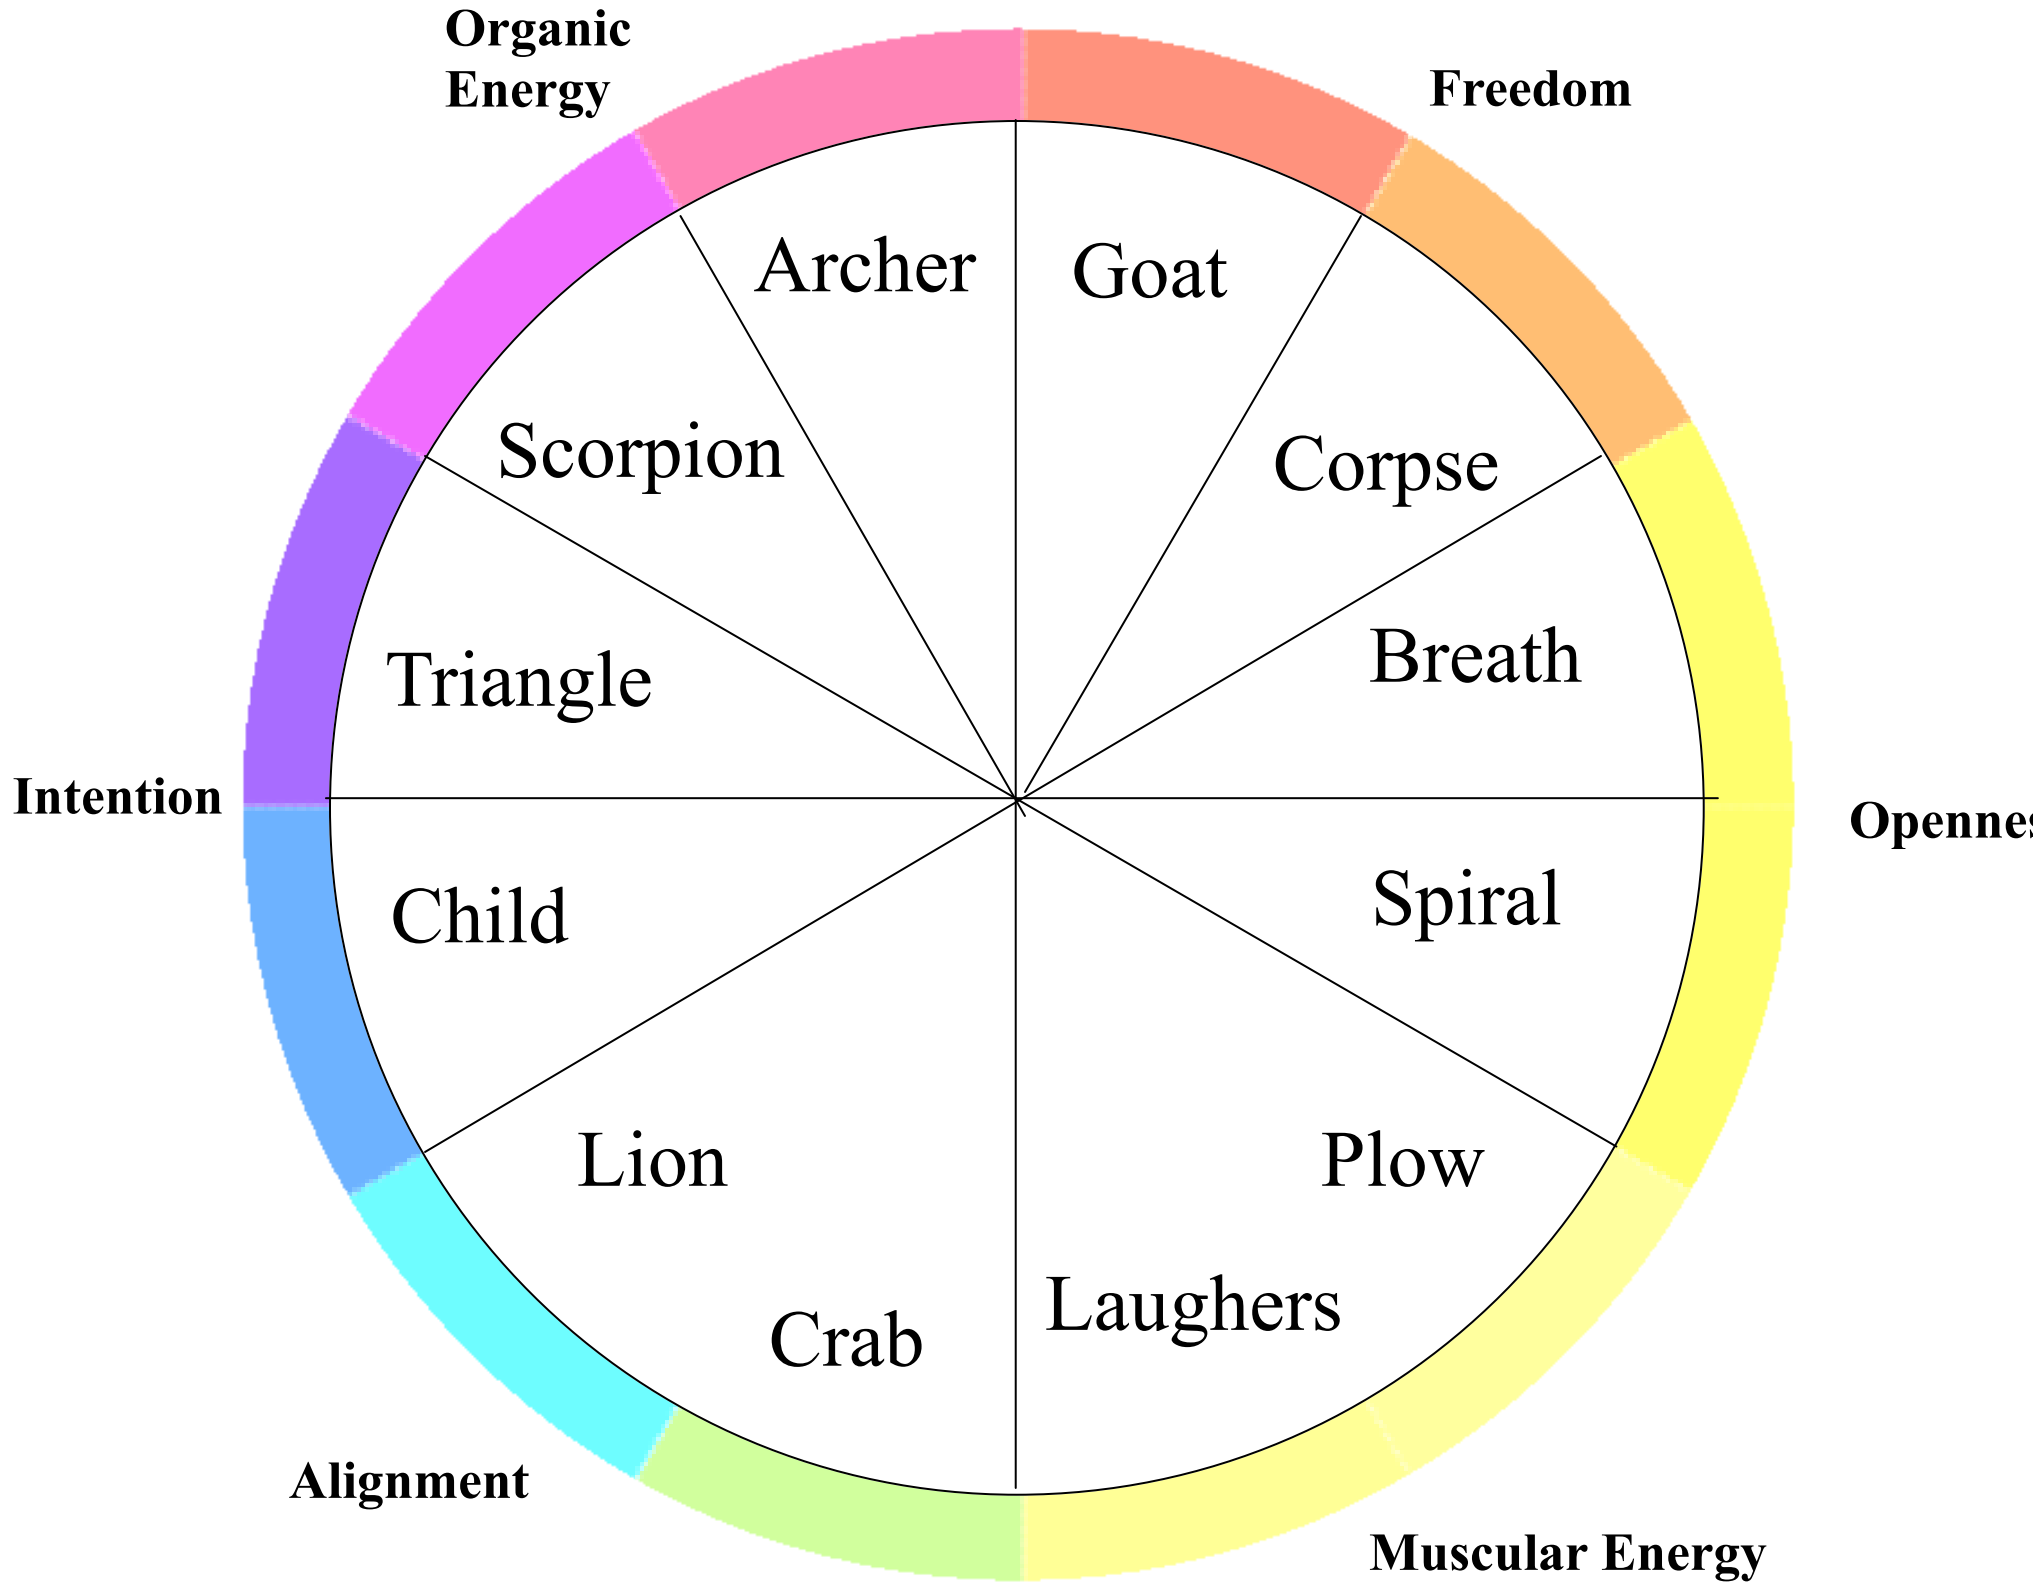 Organic
Energy
Freedom
Archer
Goat
Scorpion
Corpse
Breath
Triangle
Intention
Opennes
Spiral
Child
Lion
Plow
Laughers
Crab
Alignment
Muscular Energy